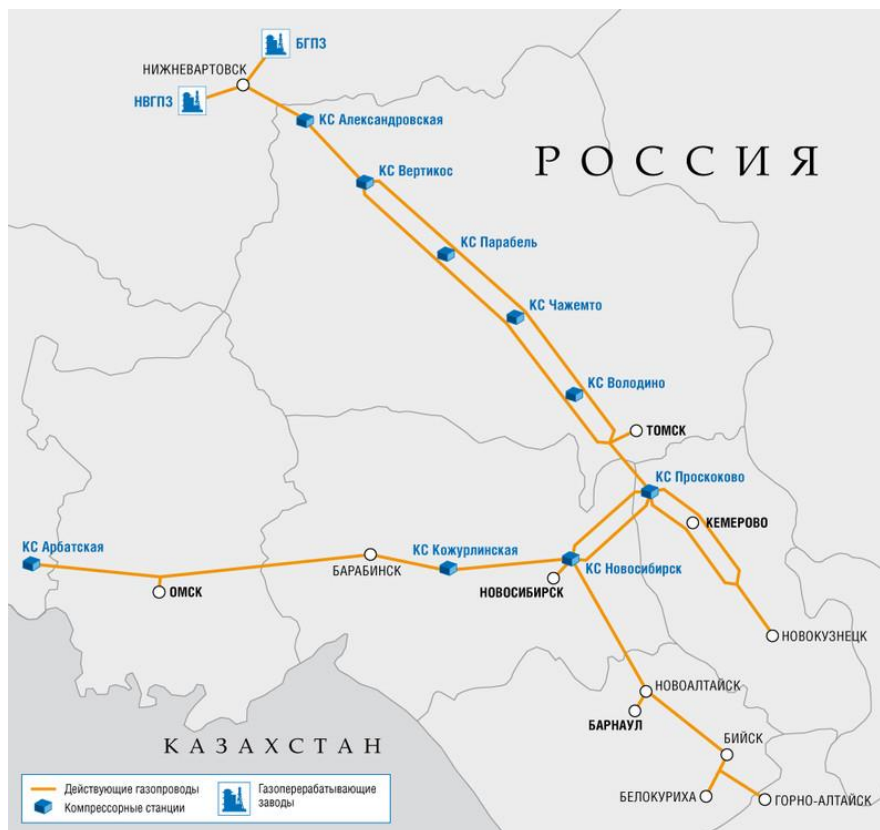 БГПЗ
НИЖНЕВАРТОВСК
НВГПЗ
КС Александровская
РОССИЯ
КС Вертикос
КС Парабель
КС Чажемто
КС Володино
ТОМСК
КС Проскоково
КЕМЕРОВО
КС Арбатская
КС Кожурлинская
БАРАБИНСК
КС Новосибирск
ОМСК
НОВОСИБИРСК
НОВОКУЗНЕЦК
НОВОАЛТАЙСК
БАРНАУЛ
КАЗАХСТАН
БИЙСК
БЕЛОКУРИХА
ГОРНО-АЛТАЙСК
Действующие газопроводы
Компрессорные станции
Газоперерабатывающие
заводы